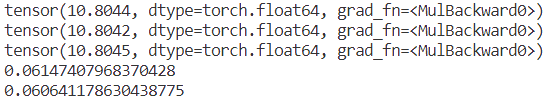 tensor(10.8044, dtype=torch.float64, grad_fn=<MulBackward0>)
tensor(10.8042, dtype=torch.float64, grad_fn=<MulBackward0>)
tensor(10.8045, dtype=torch.float64, grad_fn=<MulBackward0>)
0.06147407968370428
0.060641178630438775